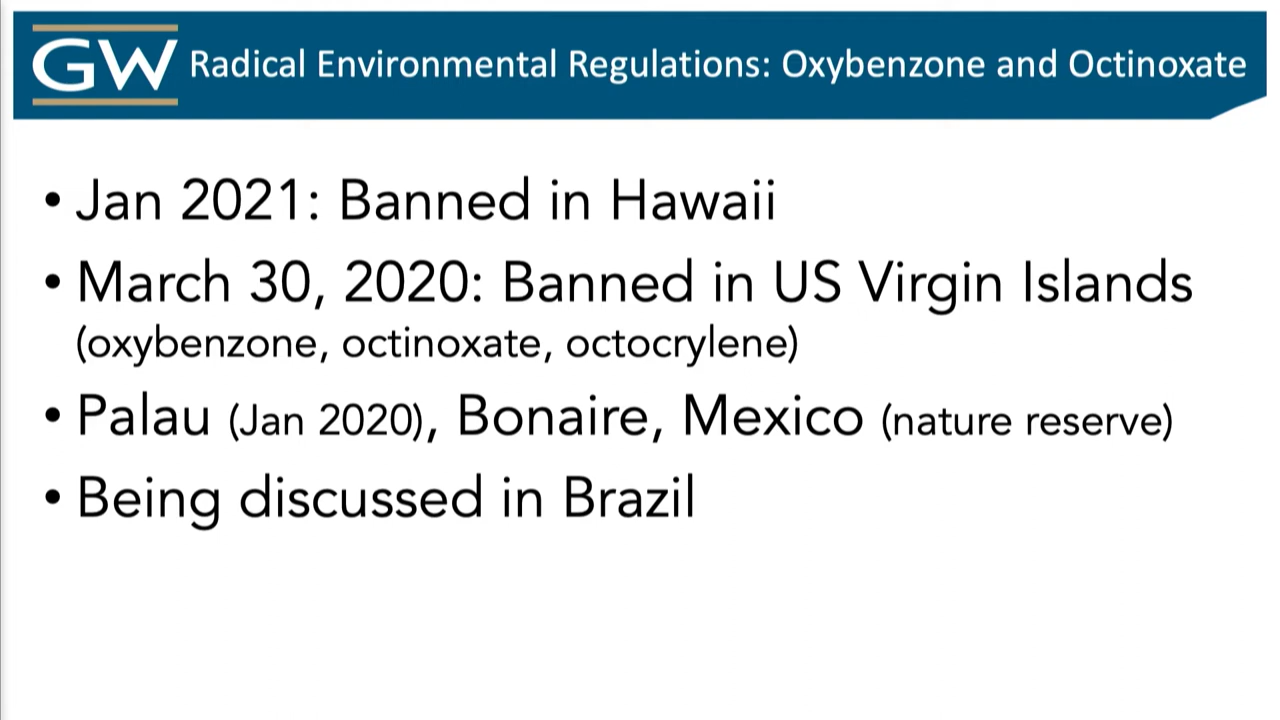 GW Radical Environmental Regulations: Oxybenzone and Octinoxate
• Jan 2021: Banned in Hawaii
• March 30, 2020: Banned in US Virgin Islands
(oxybenzone, octinoxate, octocrylene)
• Palau (Jan 2020), Bonaire, Mexico (nature reserve)
• Being discussed in Brazil